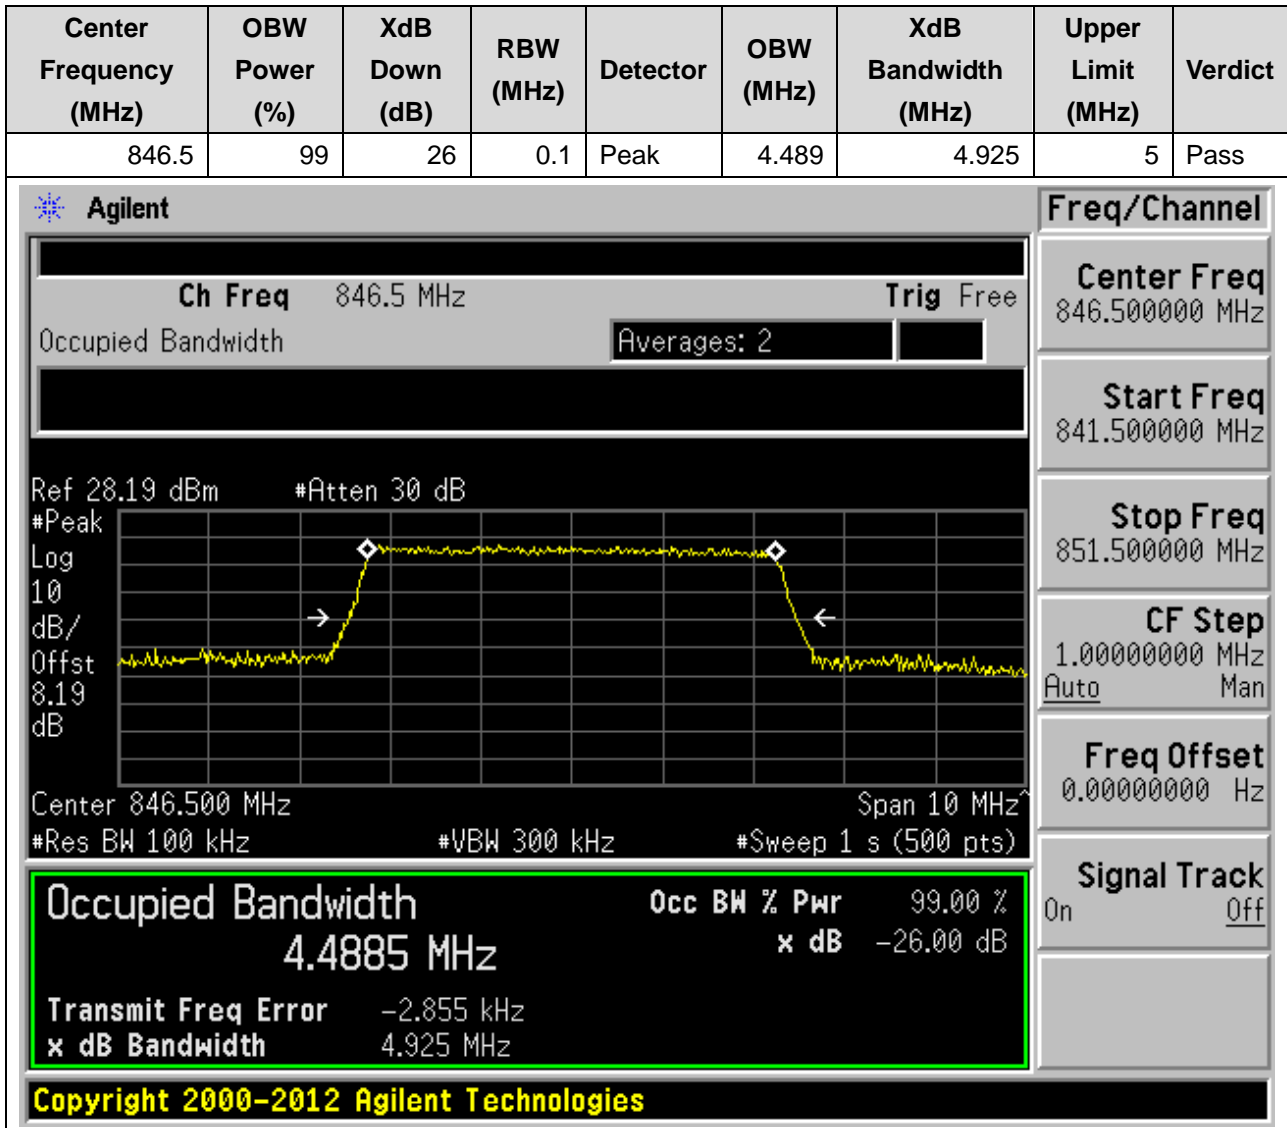 Center Frequency (MHz) OBW Power (%) XdB Down (dB) RBW (MHz) Detector OBW (MHz) XdB Bandwidth (MHz) Upper Limit (MHz) Verdict
846.5 99 26 0.1 Peak 4.489 4.925 5 Pass
Agilent Freq/Channel
Ch Freq 846.5 MHz Trig Free
Occupied Bandwidth Averages: 2
Center Freq
846.500000 MHz
Start Freq
841.500000 MHz
Stop Freq
851.500000 MHz
CF Step
1.00000000 MHz
Auto Man
Freq Offset
0.00000000 Hz
Signal Track
On Off
Ref 28.19 dBm #Atten 30 dB
#Peak
Log
10
dB/
Offst
8.19
dB
Center 846.500 MHz Span 10 MHz^
#Res BW 100 kHz #VBW 300 kHz #Sweep 1 s (500 pts)
Occupied Bandwidth Occ BW % Pwr 99.00 %
4.4885 MHz x dB -26.00 dB
Transmit Freq Error -2.855 kHz
x dB Bandwidth 4.925 MHz
Copyright 2000-2012 Agilent Technologies